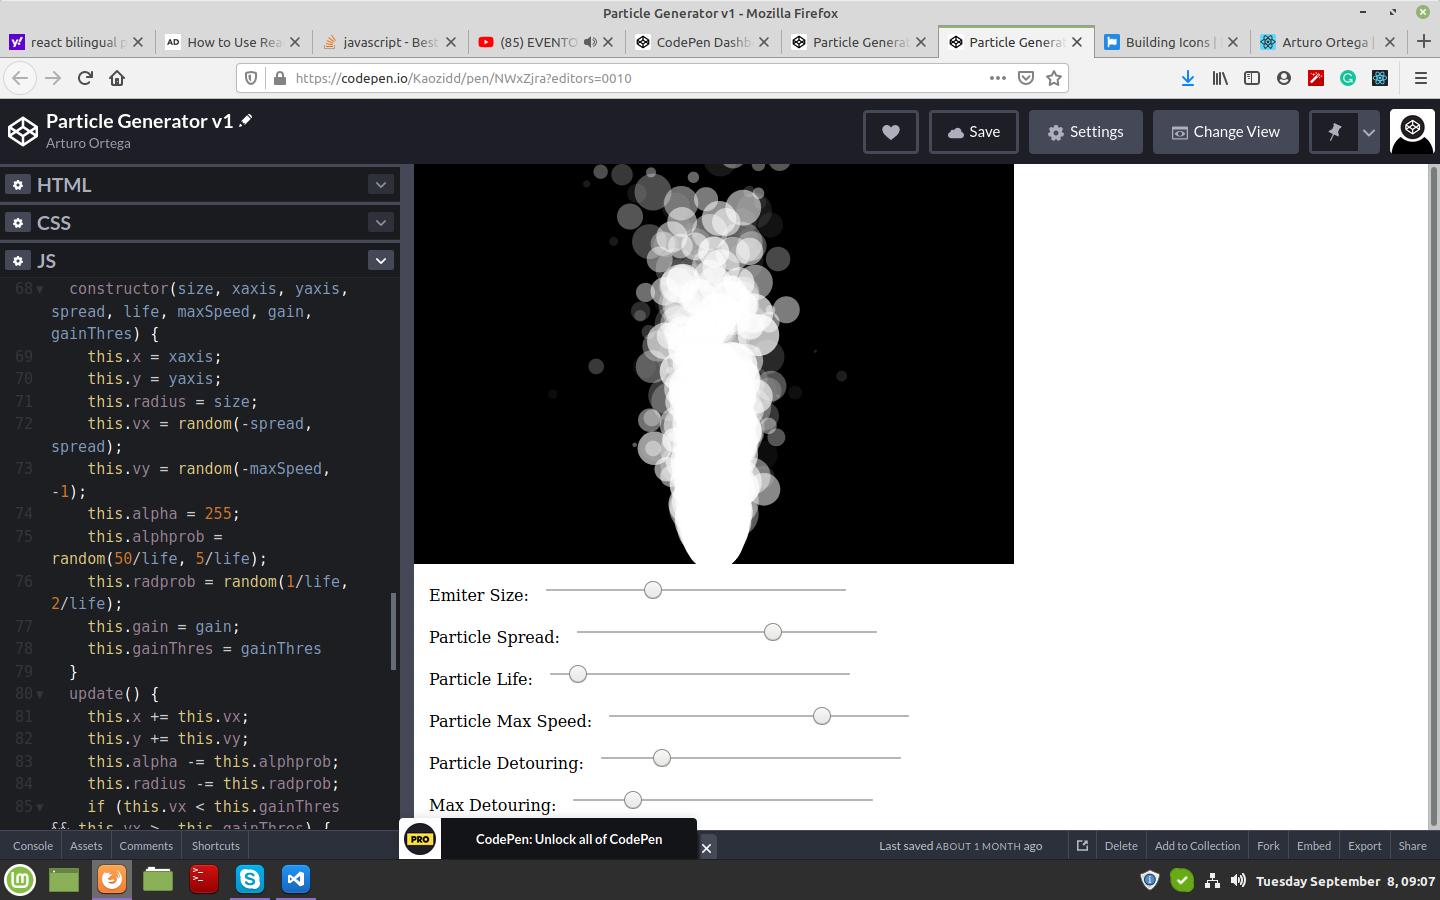 Particle Generator v1 - Mozilla Firefox
react bilingual p
AD How to Use Rea
javascript - Best
(85) EVENTO
CodePen Dashb
Particle Generat
Particle Generat
Building Icons |
Arturo Ortega |
https://codepen.io/Kaozidd/pen/NWxZjra?editors=0010
Particle Generator v1
Arturo Ortega
Save
Settings
Change View
HTML
CSS
JS
68 constructor(size, xaxis, yaxis,
spread, life, maxSpeed, gain,
gainThres) {
69 this.x = xaxis;
70 this.y = yaxis;
71 this.radius = size;
72 this.vx = random(-spread,
spread);
73 this.vy = random(-maxSpeed,
-1);
74 this.alpha = 255;
75 this.alphprob =
random(50/life, 5/life);
76 this.radprob = random(1/life,
2/life);
77 this.gain = gain;
78 this.gainThres = gainThres
79 }
80 update() {
81 this.x += this.vx;
82 this.y += this.vy;
83 this.alpha -= this.alphprob;
84 this.radius -= this.radprob;
85 if (this.vx < this.gainThres
&& this.vx > -this.gainThres) {
Emiter Size:
Particle Spread:
Particle Life:
Particle Max Speed:
Particle Detouring:
Max Detouring:
Console
Assets
Comments
Shortcuts
PRO CodePen: Unlock all of CodePen
Last saved ABOUT 1 MONTH ago
Delete
Add to Collection
Fork
Embed
Export
Share
Tuesday September 8, 09:07